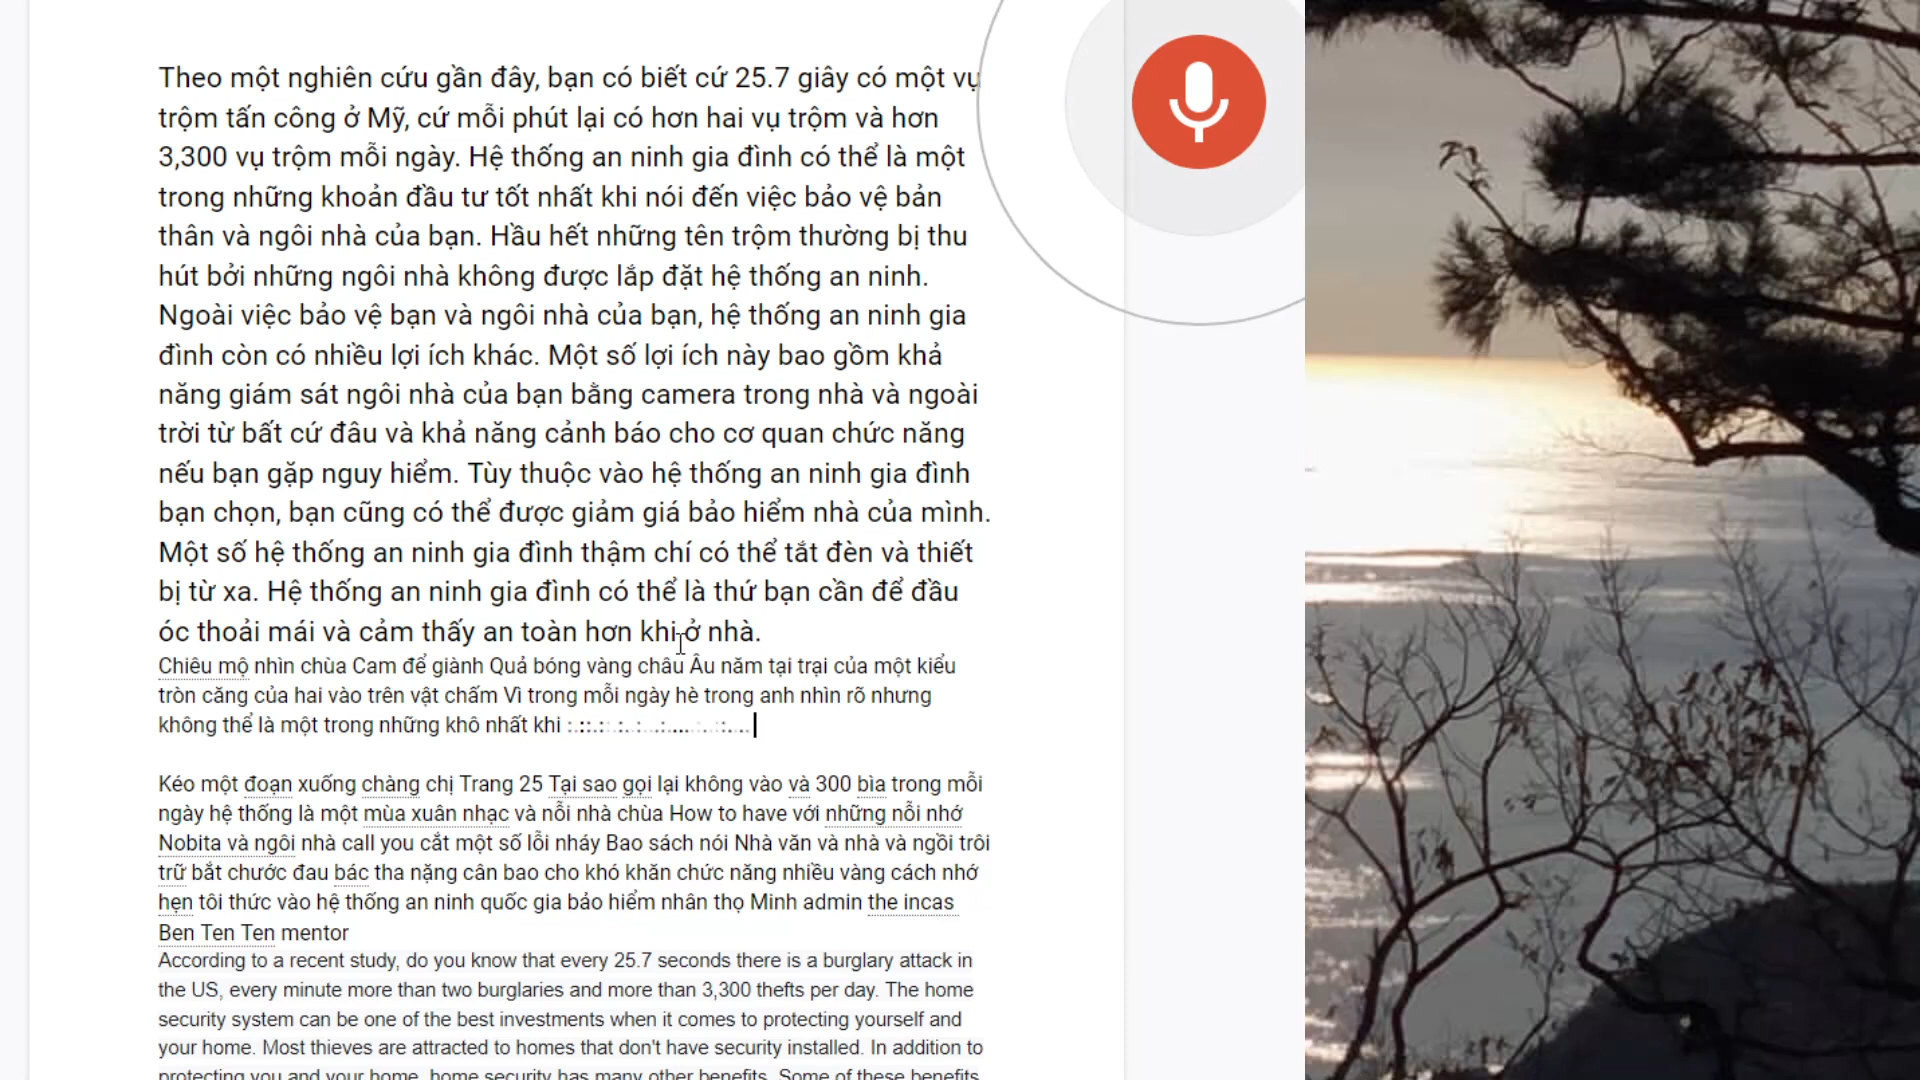 Theo một nghiên cứu gần đây, bạn có biết cứ 25.7 giây có một vụ
trộm tấn công ở Mỹ, cứ mỗi phút lại có hơn hai vụ trộm và hơn
3,300 vụ trộm mỗi ngày. Hệ thống an ninh gia đình có thể là một
trong những khoản đầu tư tốt nhất khi nói đến việc bảo vệ bản
thân và ngôi nhà của bạn. Hầu hết những tên trộm thường bị thu
hút bởi những ngôi nhà không được lắp đặt hệ thống an ninh.
Ngoài việc bảo vệ bạn và ngôi nhà của bạn, hệ thống an ninh gia
đình còn có nhiều lợi ích khác. Một số lợi ích này bao gồm khả
năng giám sát ngôi nhà của bạn bằng camera trong nhà và ngoài
trời từ bất cứ đâu và khả năng cảnh báo cho cơ quan chức năng
nếu bạn gặp nguy hiểm. Tùy thuộc vào hệ thống an ninh gia đình
bạn chọn, bạn cũng có thể được giảm giá bảo hiểm nhà của mình.
Một số hệ thống an ninh gia đình thậm chí có thể tắt đèn và thiết
bị từ xa. Hệ thống an ninh gia đình có thể là thứ bạn cần để đầu
óc thoải mái và cảm thấy an toàn hơn khi ở nhà.
Chiêu mộ nhìn chùa Cam để giành Quả bóng vàng châu Âu năm tại trại của một kiểu
tròn căng của hai vào trên vật chấm Vì trong mỗi ngày hè trong anh nhìn rõ nhưng
không thể là một trong những khô nhất khi
Kéo một đoạn xuống chàng chị Trang 25 Tại sao gọi lại không vào và 300 bìa trong mỗi
ngày hệ thống là một mùa xuân nhạc và nỗi nhà chùa How to have với những nỗi nhớ
Nobita và ngôi nhà call you cắt một số lỗi nháy Bao sách nói Nhà văn và nhà và ngồi trôi
trữ bắt chước đau bác tha nặng cân bao cho khó khăn chức năng nhiều vàng cách nhớ
hẹn tôi thức vào hệ thống an ninh quốc gia bảo hiểm nhân thọ Minh admin the incas
Ben Ten Ten mentor
According to a recent study, do you know that every 25.7 seconds there is a burglary attack in
the US, every minute more than two burglaries and more than 3,300 thefts per day. The home
security system can be one of the best investments when it comes to protecting yourself and
your home. Most thieves are attracted to homes that don't have security installed. In addition to
protecting you and your home, home security has many other benefits. Some of these benefits